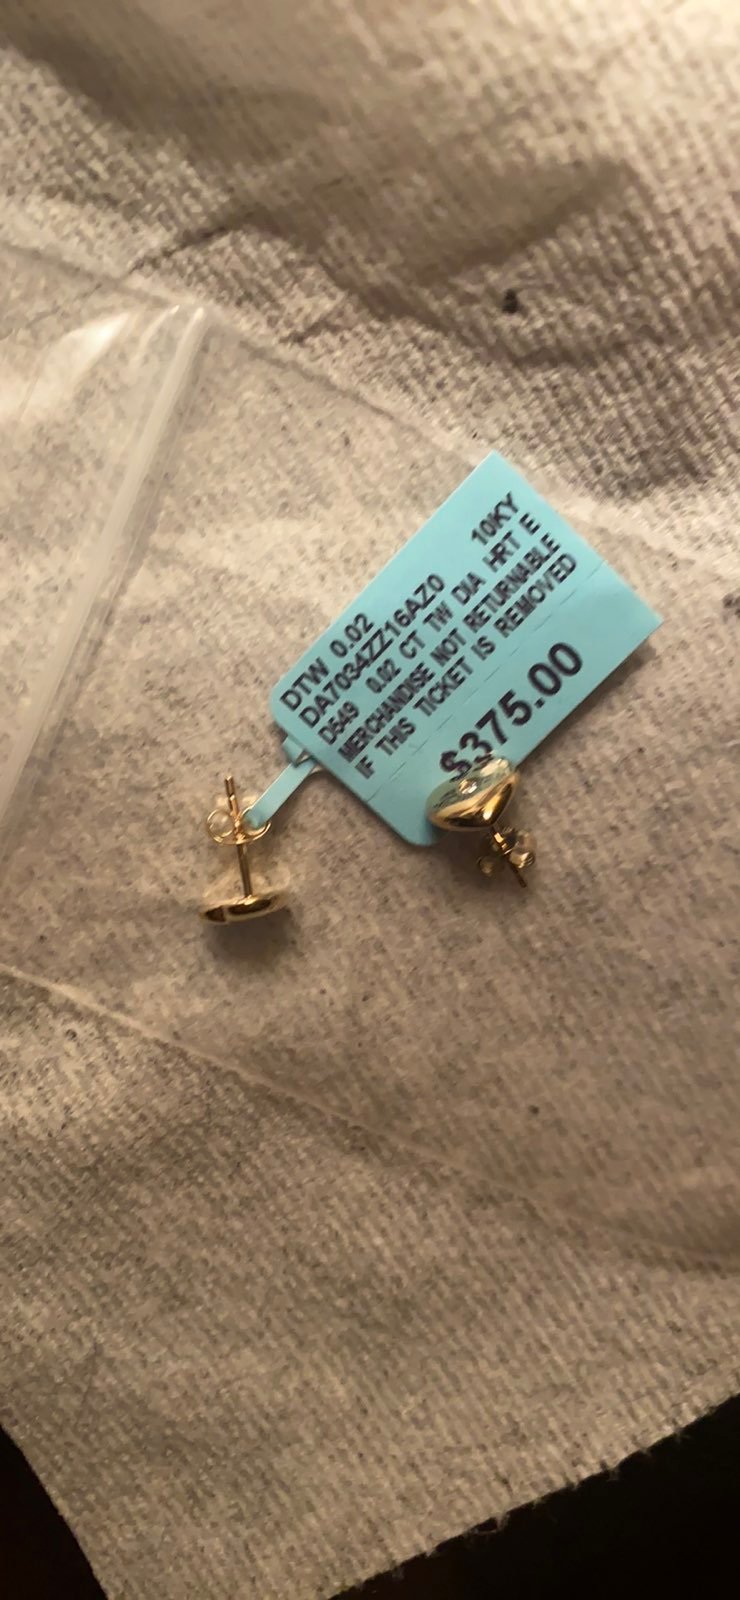 DTW 0.02 10KY
DA7034ZZ16AZ0
D549 0.02 CT TW DIA HRT E
MERCHANDISE NOT RETURNABLE
IF THIS TICKET IS REMOVED
$375.00